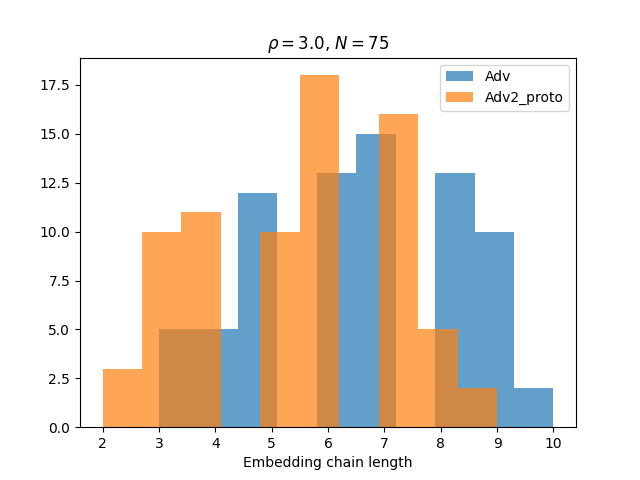 ρ = 3.0, N = 75
Adv
Adv2_proto
17.5
15.0
12.5
10.0
7.5
5.0
2.5
0.0
2 3 4 5 6 7 8 9 10
Embedding chain length